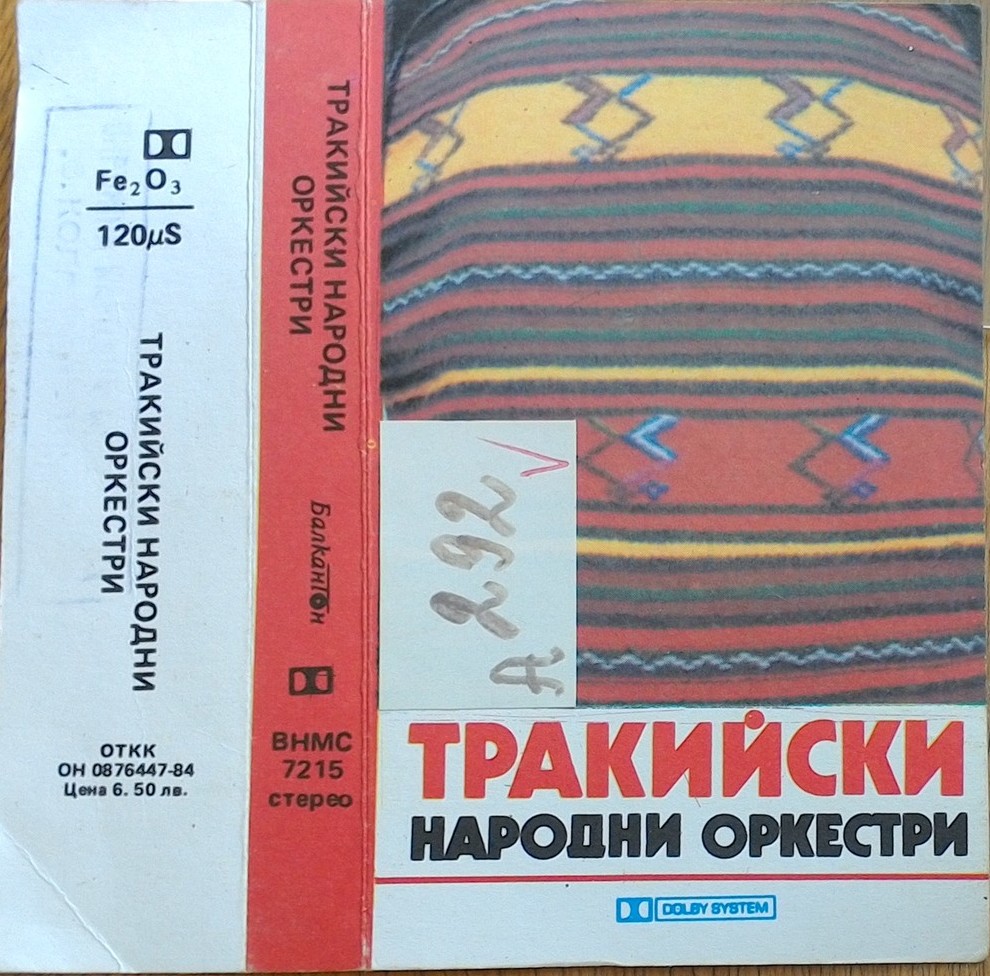 Fe₂O₃
120μS
ТРАКИЙСКИ НАРОДНИ
ОРКЕСТРИ
ОТКК
ОН 0876447-84
Цена 6. 50 лв.
ТРАКИЙСКИ НАРОДНИ
ОРКЕСТРИ
Балкантон
ВНМС
7215
стерео
А 292
ТРАКИЙСКИ
НАРОДНИ ОРКЕСТРИ
DOLBY SYSTEM